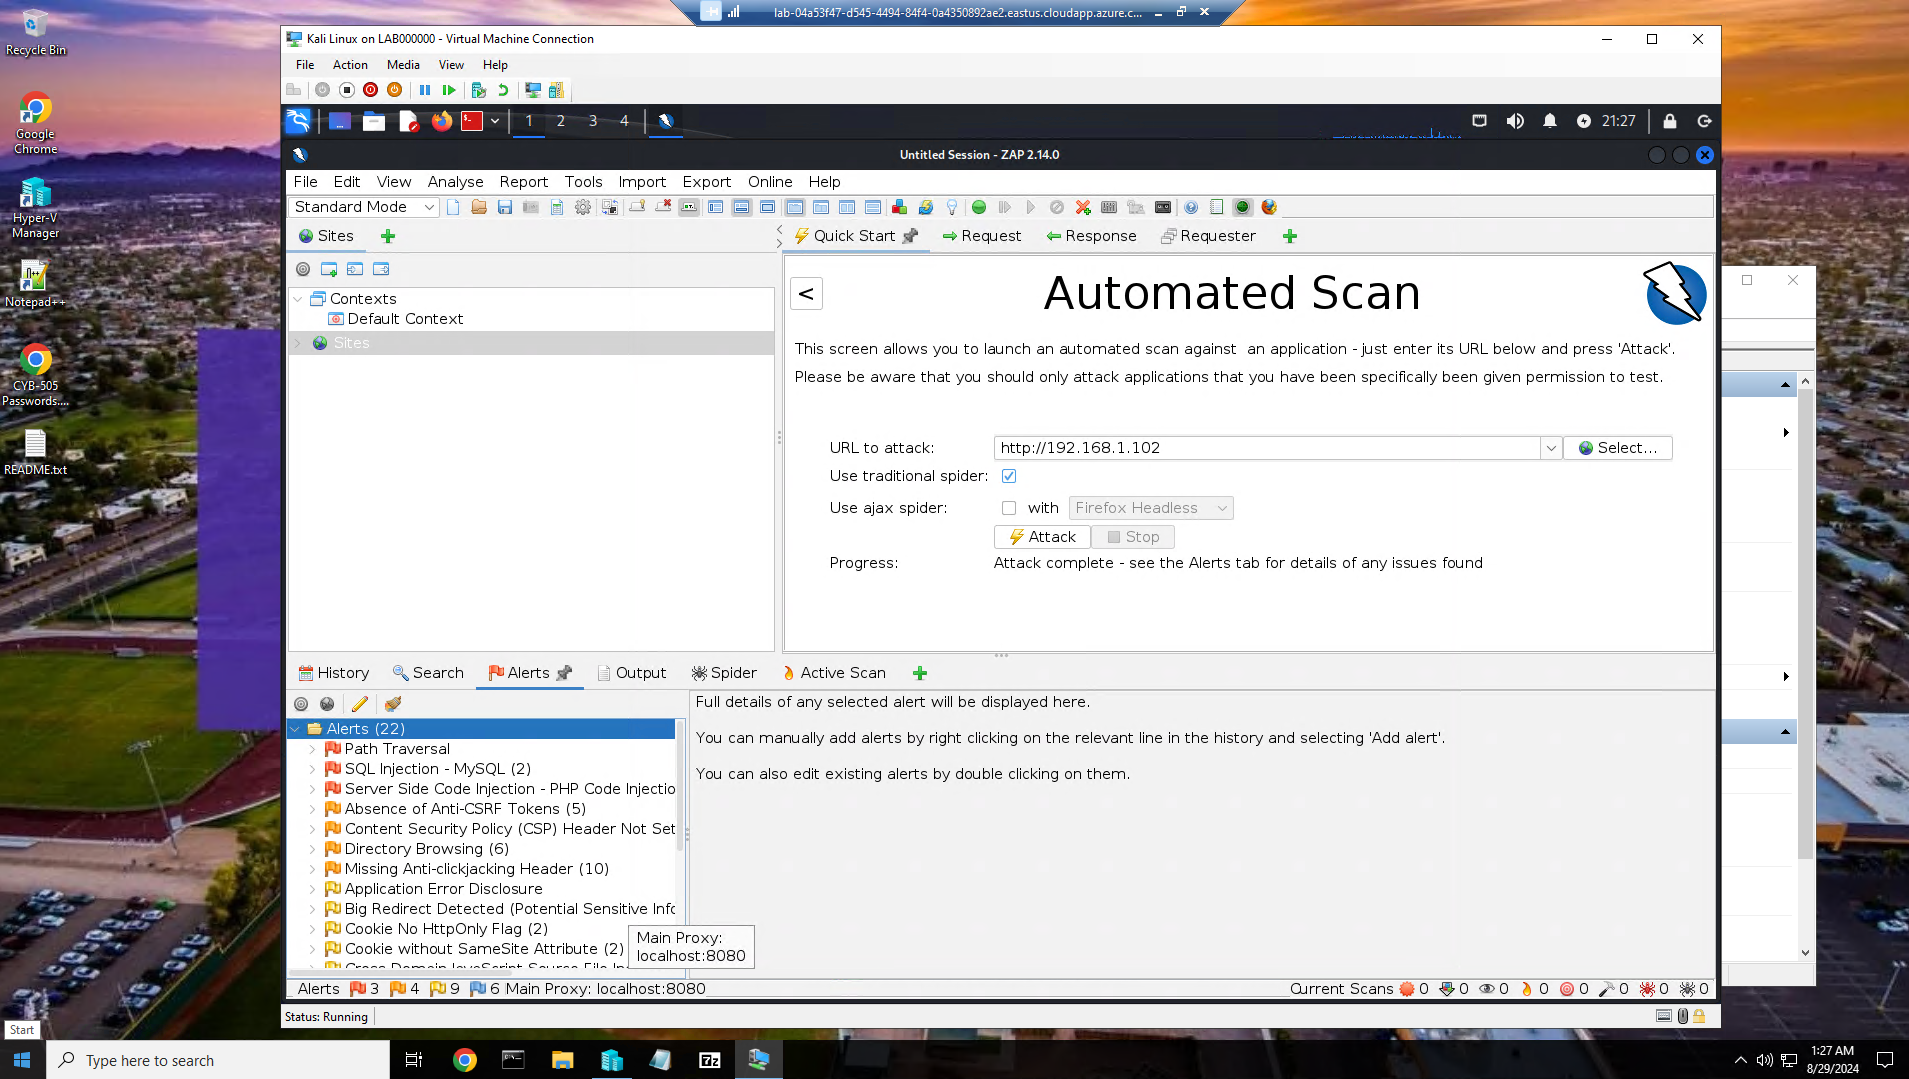 lab-04a53f47-d545-4494-84f4-0a4350892ae2.eastus.cloudapp.azure.c...
Recycle Bin
Google Chrome
Hyper-V Manager
Notepad++
CYB-505 Passwords....
README.txt
Kali Linux on LAB000000 - Virtual Machine Connection
File Action Media View Help
1 2 3 4 21:27
Untitled Session - ZAP 2.14.0
File Edit View Analyse Report Tools Import Export Online Help
Standard Mode
Sites
Quick Start Request Response Requester
Contexts
Default Context
Sites
<
Automated Scan
This screen allows you to launch an automated scan against an application - just enter its URL below and press 'Attack'.
Please be aware that you should only attack applications that you have been specifically been given permission to test.
URL to attack: http://192.168.1.102 Select...
Use traditional spider:
Use ajax spider: with Firefox Headless
Attack Stop
Progress: Attack complete - see the Alerts tab for details of any issues found
History Search Alerts Output Spider Active Scan
Alerts (22)
Path Traversal
SQL Injection - MySQL (2)
Server Side Code Injection - PHP Code Injectio
Absence of Anti-CSRF Tokens (5)
Content Security Policy (CSP) Header Not Set
Directory Browsing (6)
Missing Anti-clickjacking Header (10)
Application Error Disclosure
Big Redirect Detected (Potential Sensitive Info
Cookie No HttpOnly Flag (2)
Cookie without SameSite Attribute (2)
Full details of any selected alert will be displayed here.
You can manually add alerts by right clicking on the relevant line in the history and selecting 'Add alert'.
You can also edit existing alerts by double clicking on them.
Main Proxy:
localhost:8080
Alerts 3 4 9 6 Main Proxy: localhost:8080
Current Scans 0 0 0 0 0 0 0 0
Status: Running
Start
Type here to search
1:27 AM
8/29/2024